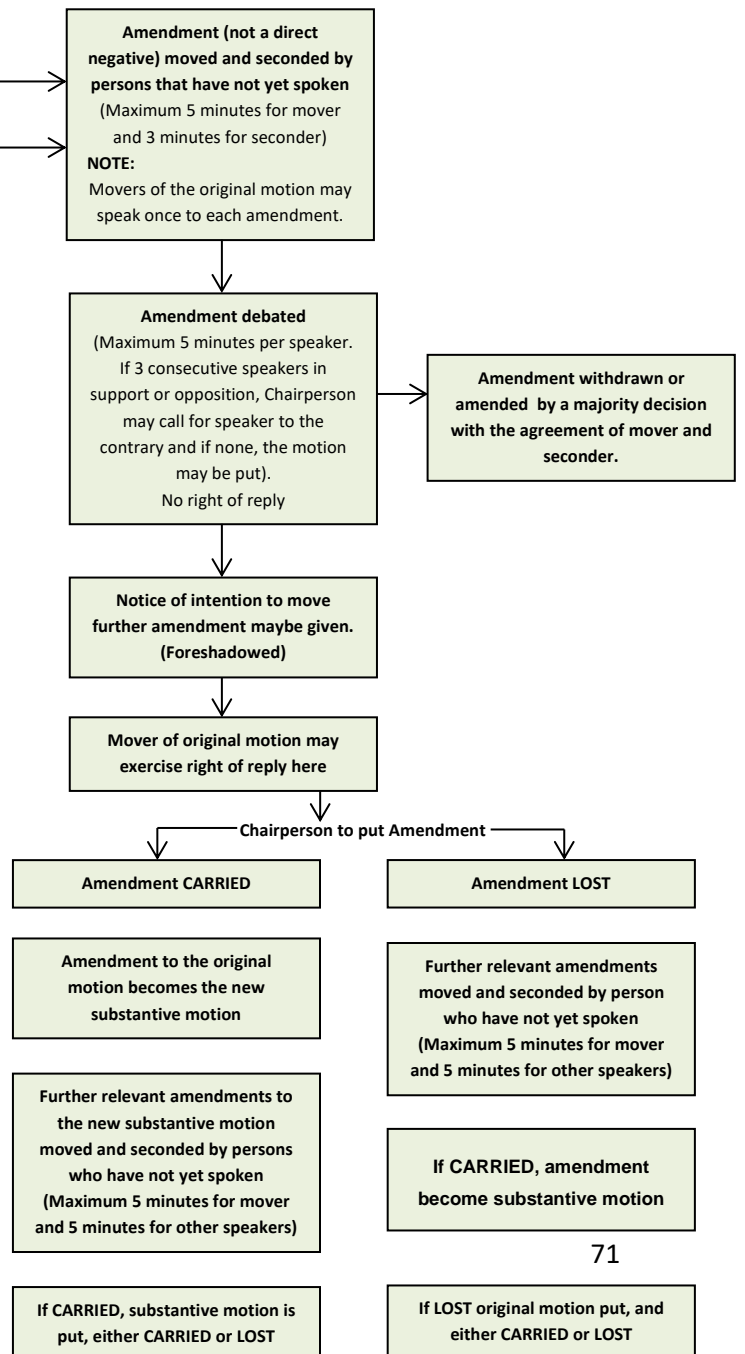 Amendment (not a direct
negative) moved and seconded by
persons that have not yet spoken
(Maximum 5 minutes for mover
and 3 minutes for seconder)
NOTE:
Movers of the original motion may
speak once to each amendment.
Amendment debated
(Maximum 5 minutes per speaker.
If 3 consecutive speakers in
support or opposition, Chairperson
may call for speaker to the
contrary and if none, the motion
may be put).
No right of reply
Amendment withdrawn or
amended by a majority decision
with the agreement of mover and
seconder.
Notice of intention to move
further amendment maybe given.
(Foreshadowed)
Mover of original motion may
exercise right of reply here
Chairperson to put Amendment
Amendment CARRIED
Amendment LOST
Amendment to the original
motion becomes the new
substantive motion
Further relevant amendments
moved and seconded by person
who have not yet spoken
(Maximum 5 minutes for mover
and 5 minutes for other speakers)
Further relevant amendments to
the new substantive motion
moved and seconded by persons
who have not yet spoken
(Maximum 5 minutes for mover
and 5 minutes for other speakers)
If CARRIED, amendment
become substantive motion
71
If CARRIED, substantive motion is
put, either CARRIED or LOST
If LOST original motion put, and
either CARRIED or LOST